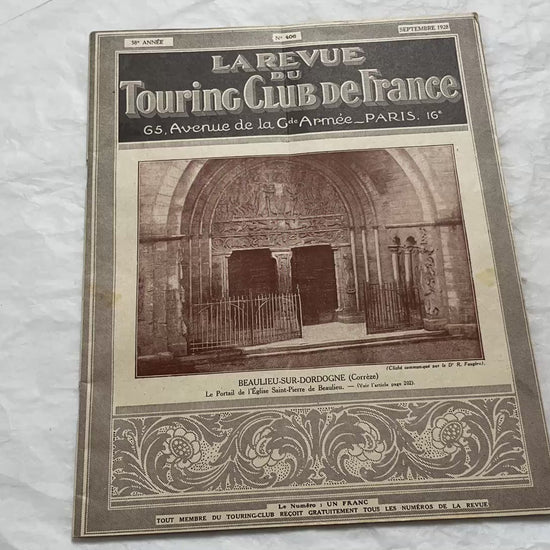 38e ANNÉE
No 406
SEPTEMBRE 1928
LA REVUE
DU
Touring CLUB De France
65, Avenue de la Gde Armée_PARIS. 16e
(Cliché communiqué par le Dr R. Faugère.)
BEAULIEU-SUR-DORDOGNE (Corrèze)
Le Portail de l'Église Saint-Pierre de Beaulieu. — (Voir l'article page 202).
Le Numéro : UN FRANC
TOUT MEMBRE DU TOURING-CLUB REÇOIT GRATUITEMENT TOUS LES NUMÉROS DE LA REVUE